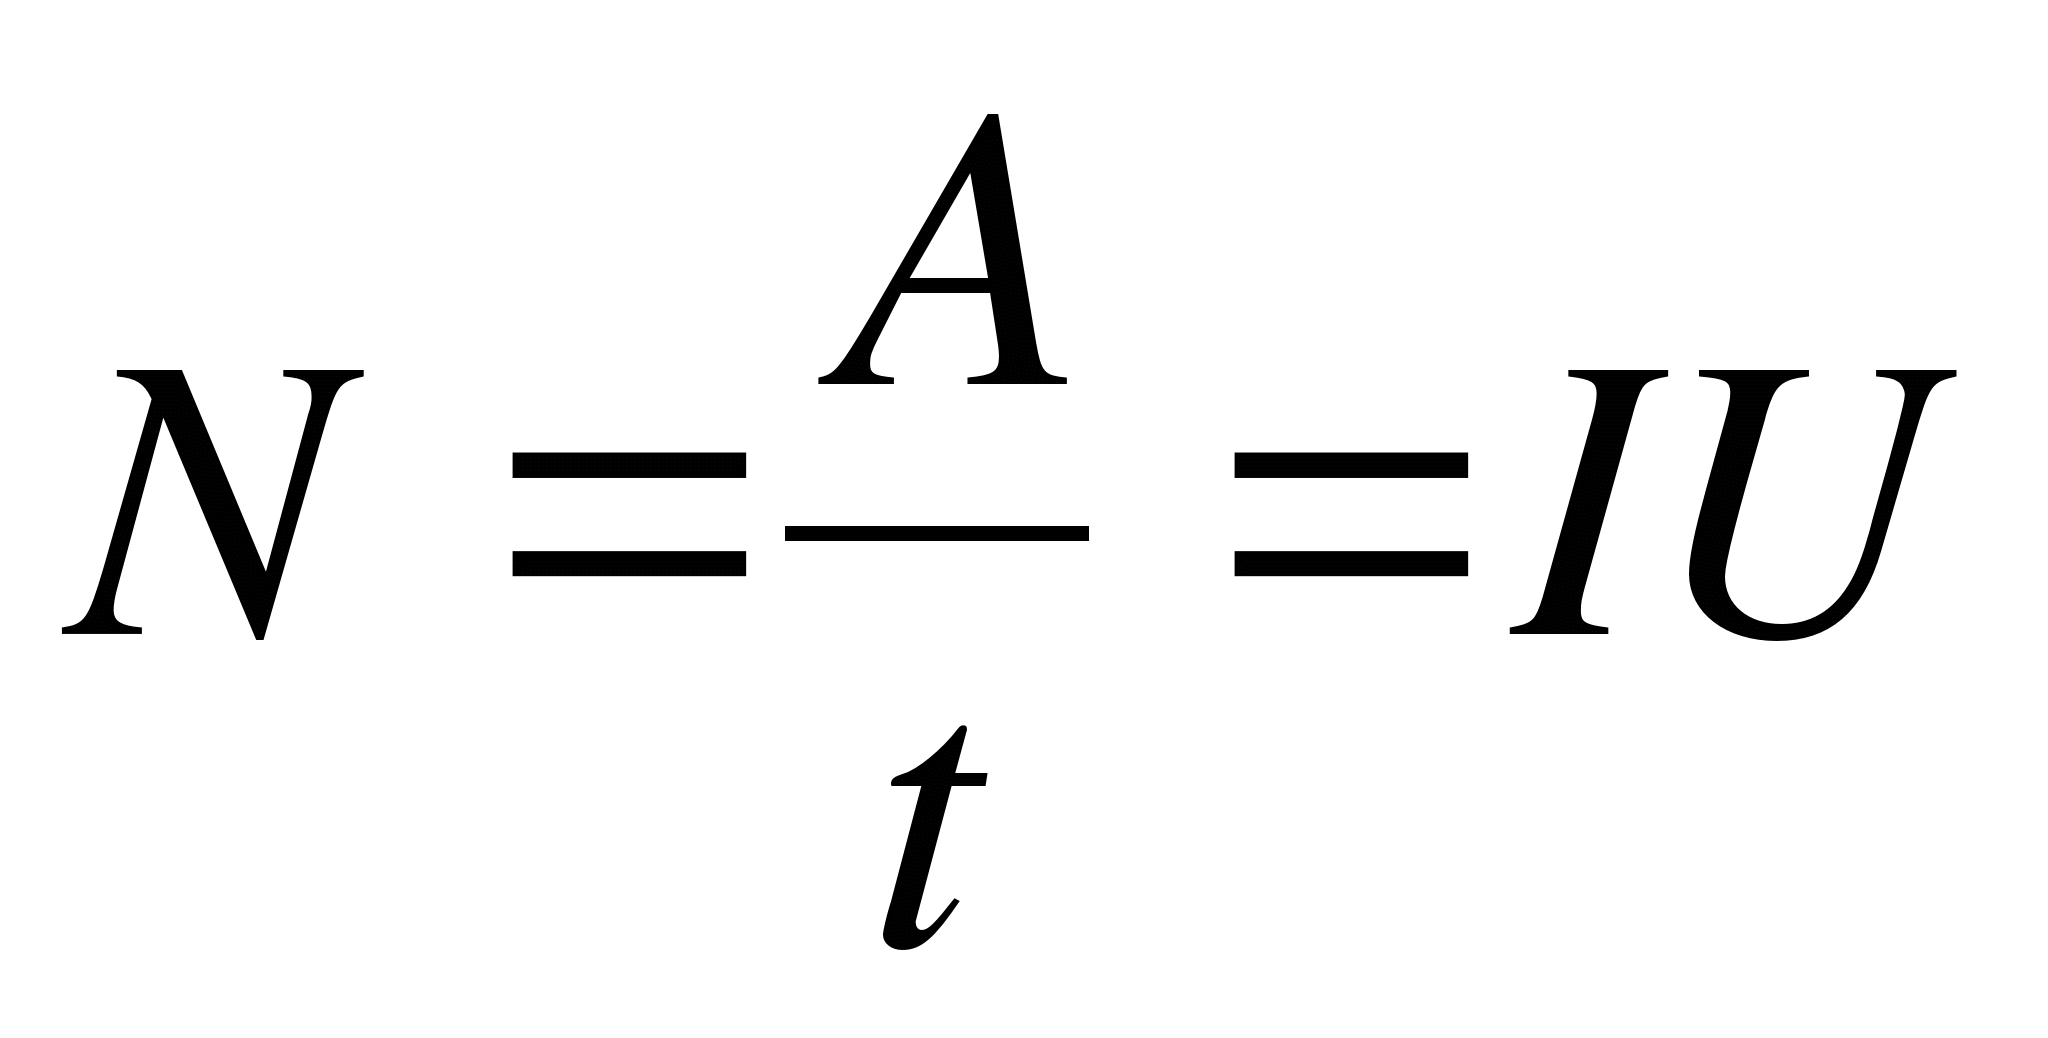 N = A/t = IU